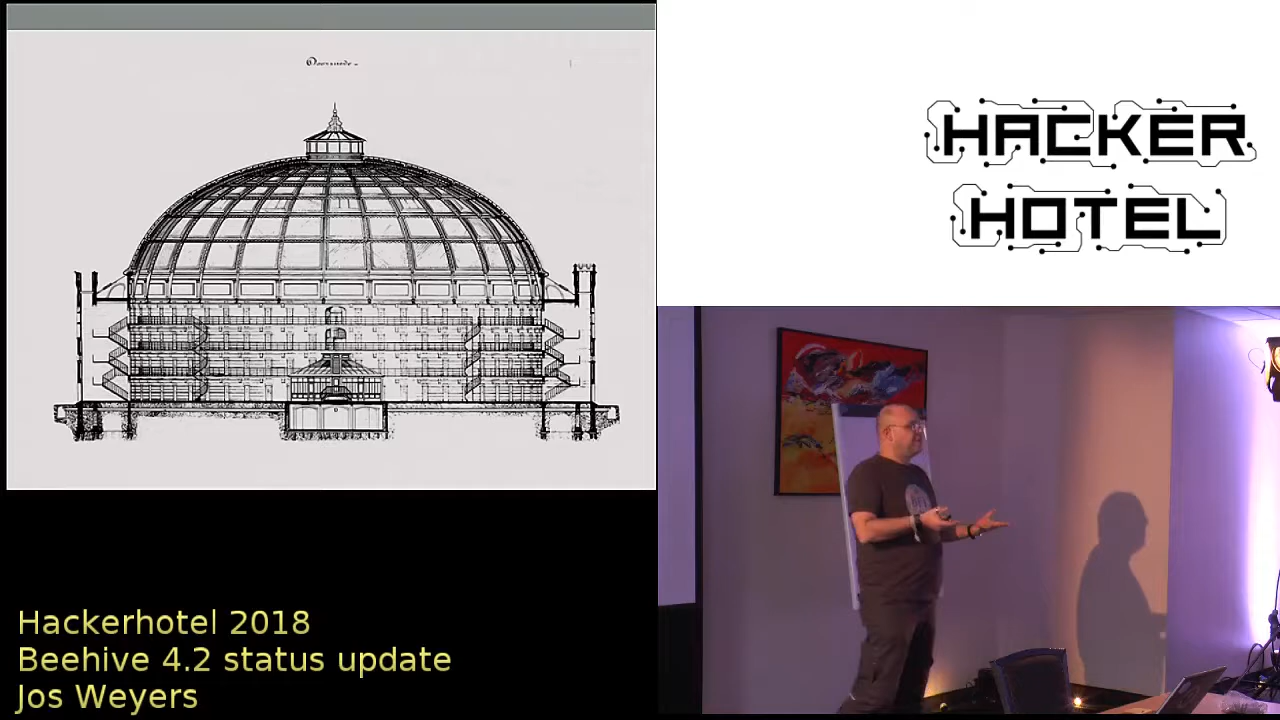 HACKER
HOTEL
Hackerhotel 2018
Beehive 4.2 status update
Jos Weyers